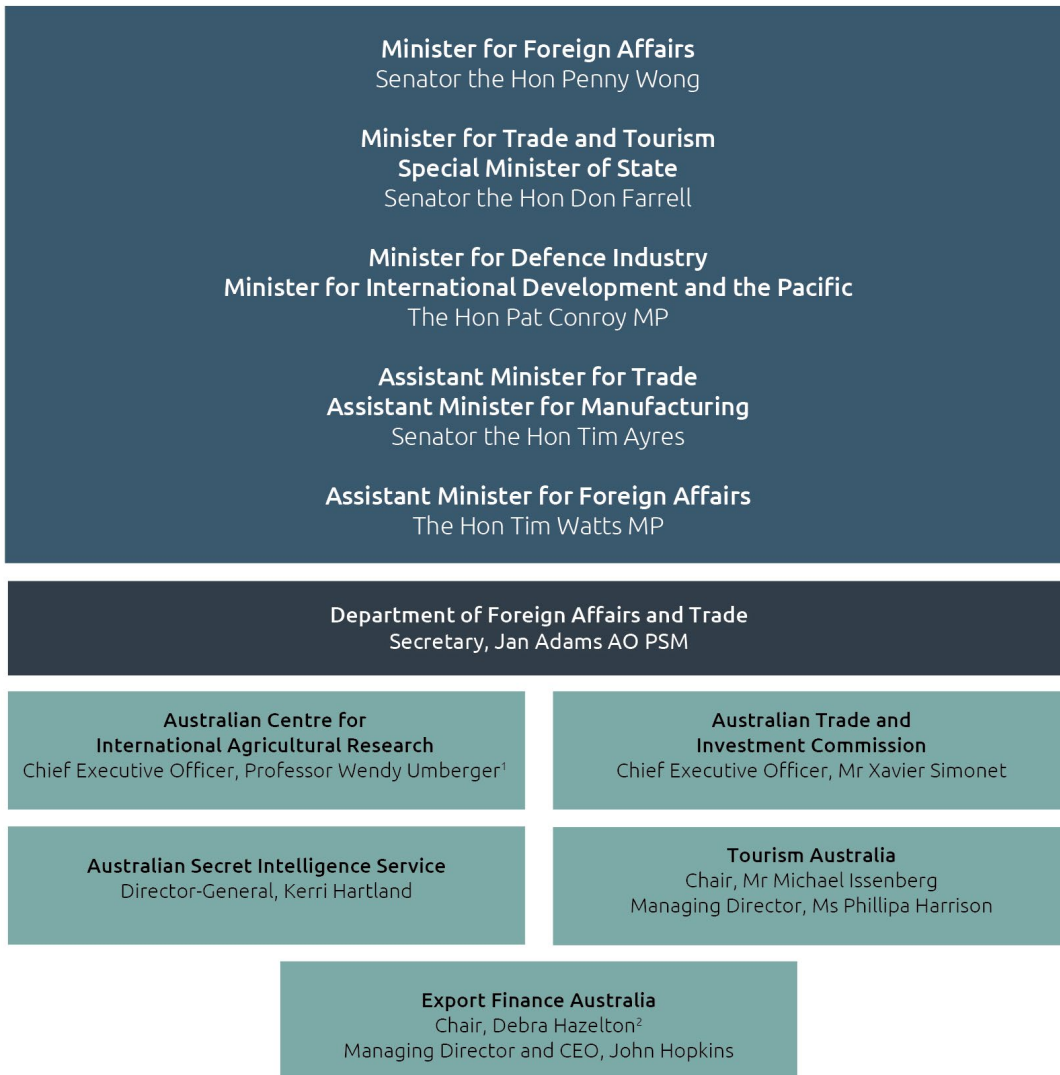 Minister for Foreign Affairs
Senator the Hon Penny Wong
Minister for Trade and Tourism
Special Minister of State
Senator the Hon Don Farrell
Minister for Defence Industry
Minister for International Development and the Pacific
The Hon Pat Conroy MP
Assistant Minister for Trade
Assistant Minister for Manufacturing
Senator the Hon Tim Ayres
Assistant Minister for Foreign Affairs
The Hon Tim Watts MP
Department of Foreign Affairs and Trade
Secretary, Jan Adams AO PSM
Australian Centre for
International Agricultural Research
Chief Executive Officer, Professor Wendy Umberger¹
Australian Trade and
Investment Commission
Chief Executive Officer, Mr Xavier Simonet
Australian Secret Intelligence Service
Director-General, Kerri Hartland
Tourism Australia
Chair, Mr Michael Issenberg
Managing Director, Ms Phillipa Harrison
Export Finance Australia
Chair, Debra Hazelton²
Managing Director and CEO, John Hopkins